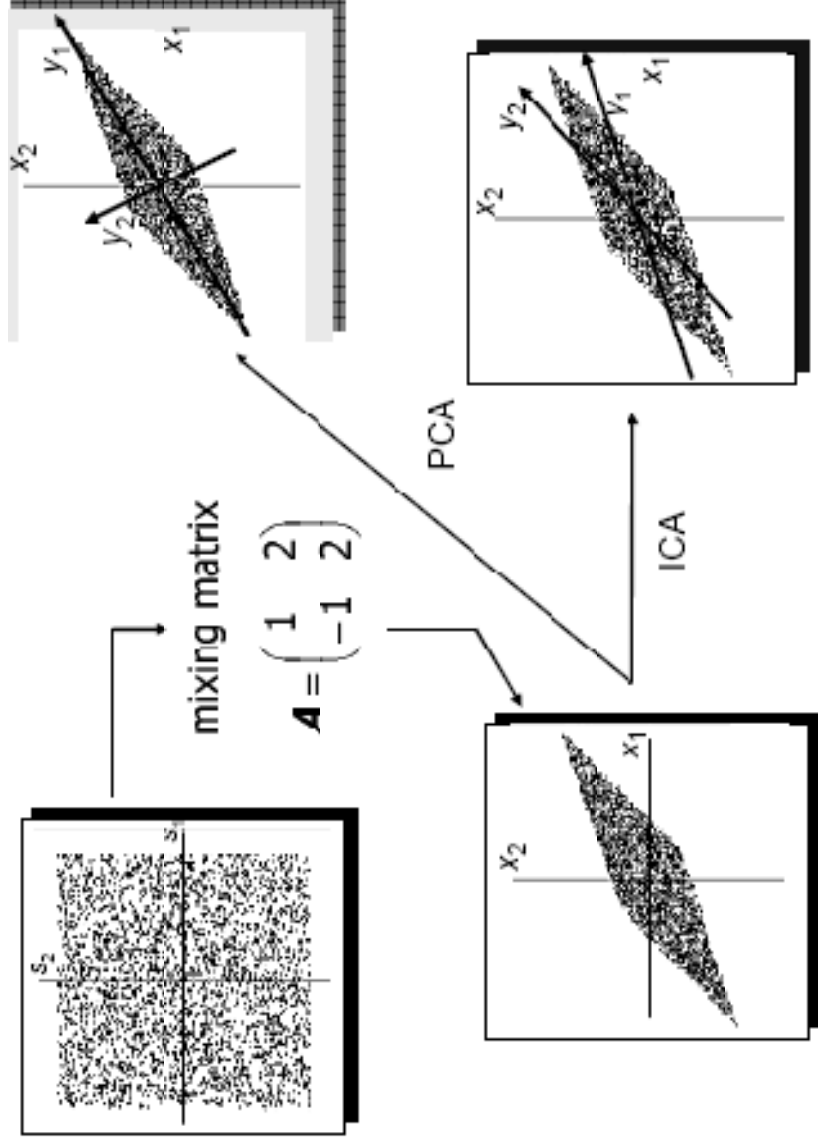 s₂
s₁
mixing matrix
A = ( 1 2
-1 2 )
x₂
x₁
PCA
ICA
x₂
y₁
x₁
y₂
x₂
y₂
y₁
x₁